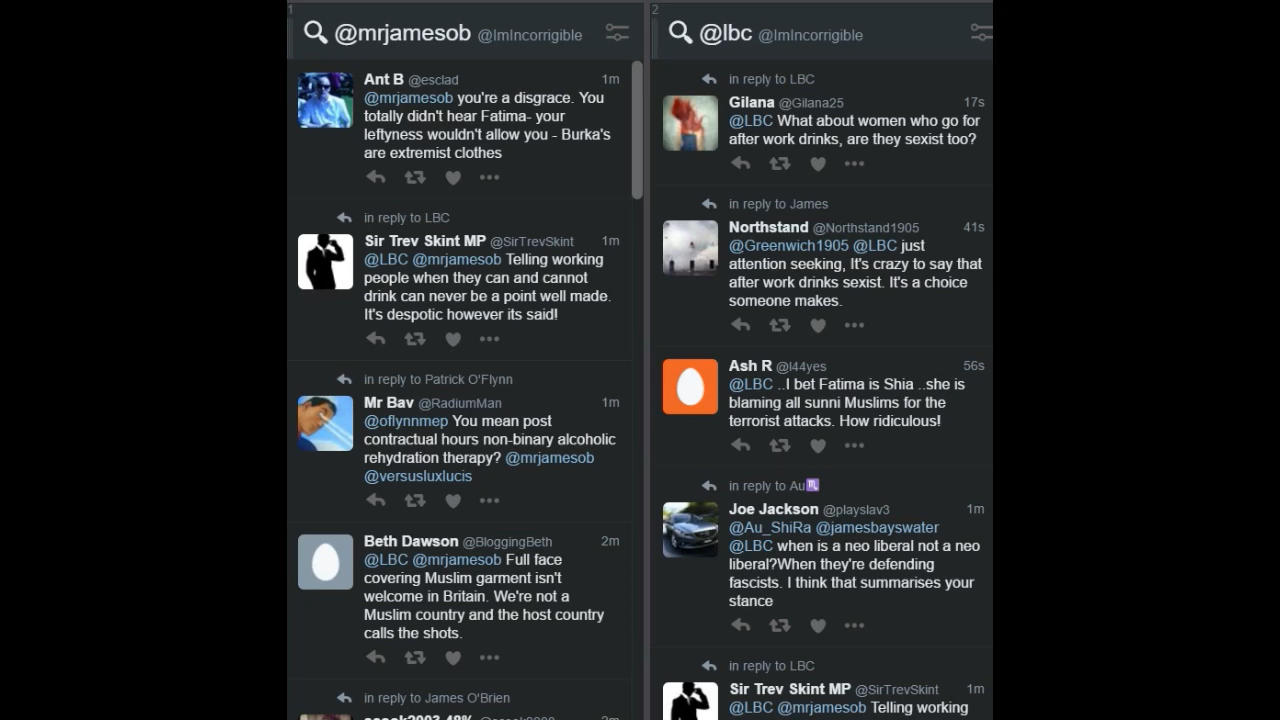 1
@mrjamesob @ImIncorrigible
Ant B @esclad 1m
@mrjamesob you're a disgrace. You
totally didn't hear Fatima- your
leftyness wouldn't allow you - Burka's
are extremist clothes
in reply to LBC
Sir Trev Skint MP @SirTrevSkint 1m
@LBC @mrjamesob Telling working
people when they can and cannot
drink can never be a point well made.
It's despotic however its said!
in reply to Patrick O'Flynn
Mr Bav @RadiumMan 1m
@oflynnmep You mean post
contractual hours non-binary alcoholic
rehydration therapy? @mrjamesob
@versusluxlucis
Beth Dawson @BloggingBeth 2m
@LBC @mrjamesob Full face
covering Muslim garment isn't
welcome in Britain. We're not a
Muslim country and the host country
calls the shots.
in reply to James O'Brien
2
@lbc @ImIncorrigible
in reply to LBC
Gilana @Gilana25 17s
@LBC What about women who go for
after work drinks, are they sexist too?
in reply to James
Northstand @Northstand1905 41s
@Greenwich1905 @LBC just
attention seeking, It's crazy to say that
after work drinks sexist. It's a choice
someone makes.
Ash R @l44yes 56s
@LBC ..I bet Fatima is Shia ..she is
blaming all sunni Muslims for the
terrorist attacks. How ridiculous!
in reply to Au♏
Joe Jackson @playslav3 1m
@Au_ShiRa @jamesbayswater
@LBC when is a neo liberal not a neo
liberal?When they're defending
fascists. I think that summarises your
stance
in reply to LBC
Sir Trev Skint MP @SirTrevSkint 1m
@LBC @mrjamesob Telling working